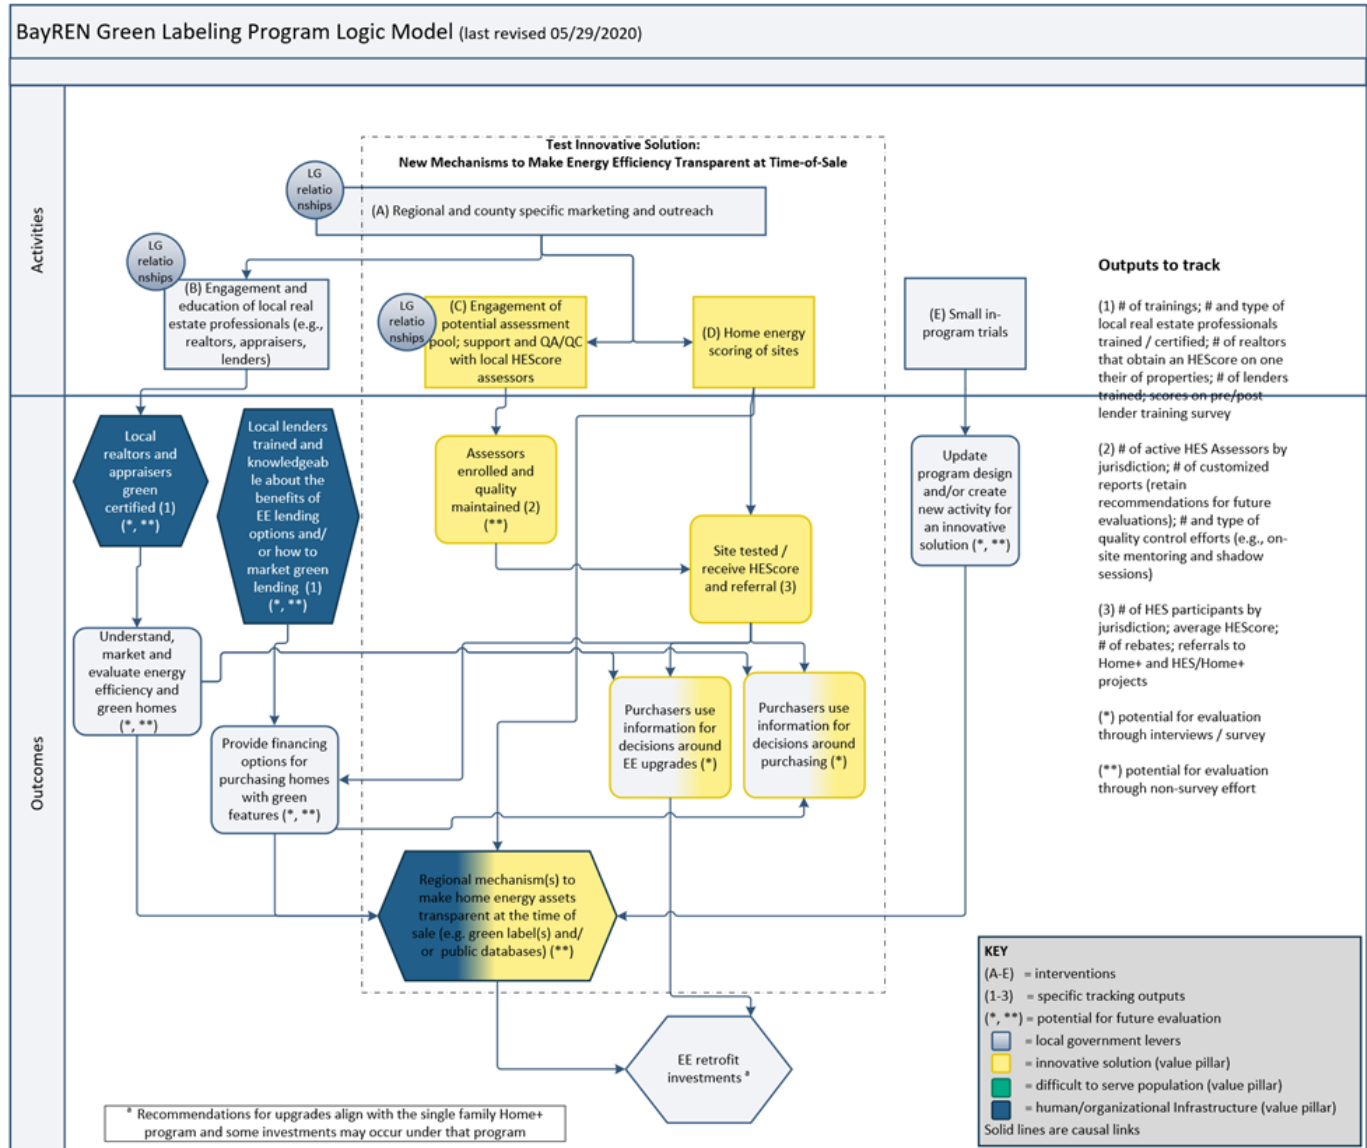 BayREN Green Labeling Program Logic Model (last revised 05/29/2020)
Activities
Test Innovative Solution:
New Mechanisms to Make Energy Efficiency Transparent at Time-of-Sale
LG
relatio
nships
(A) Regional and county specific marketing and outreach
LG
relatio
nships
(B) Engagement and
education of local real
estate professionals (e.g.,
realtors, appraisers,
lenders)
LG
relatio
nships
(C) Engagement of
potential assessment
pool; support and QA/QC
with local HEScore
assessors
(D) Home energy
scoring of sites
(E) Small in-
program trials
Outcomes
Local
realtors and
appraisers
green
certified (1)
(*, **)
Local lenders
trained and
knowledgeab
le about the
benefits of
EE lending
options and/
or how to
market green
lending (1)
(*, **)
Assessors
enrolled and
quality
maintained (2)
(**)
Site tested /
receive HEScore
and referral (3)
Update
program design
and/or create
new activity for
an innovative
solution (*, **)
Understand,
market and
evaluate energy
efficiency and
green homes
(*, **)
Provide financing
options for
purchasing homes
with green
features (*, **)
Purchasers use
information for
decisions around
EE upgrades (*)
Purchasers use
information for
decisions around
purchasing (*)
Regional mechanism(s) to
make home energy assets
transparent at the time of
sale (e.g. green label(s) and/
or public databases) (**)
EE retrofit
investments ª
ª Recommendations for upgrades align with the single family Home+
program and some investments may occur under that program
Outputs to track
(1) # of trainings; # and type of
local real estate professionals
trained / certified; # of realtors
that obtain an HEScore on one
their of properties; # of lenders
trained; scores on pre/post
lender training survey
(2) # of active HES Assessors by
jurisdiction; # of customized
reports (retain
recommendations for future
evaluations); # and type of
quality control efforts (e.g., on-
site mentoring and shadow
sessions)
(3) # of HES participants by
jurisdiction; average HEScore;
# of rebates; referrals to
Home+ and HES/Home+
projects
(*) potential for evaluation
through interviews / survey
(**) potential for evaluation
through non-survey effort
KEY
(A-E) = interventions
(1-3) = specific tracking outputs
(*, **) = potential for future evaluation
= local government levers
= innovative solution (value pillar)
= difficult to serve population (value pillar)
= human/organizational Infrastructure (value pillar)
Solid lines are causal links